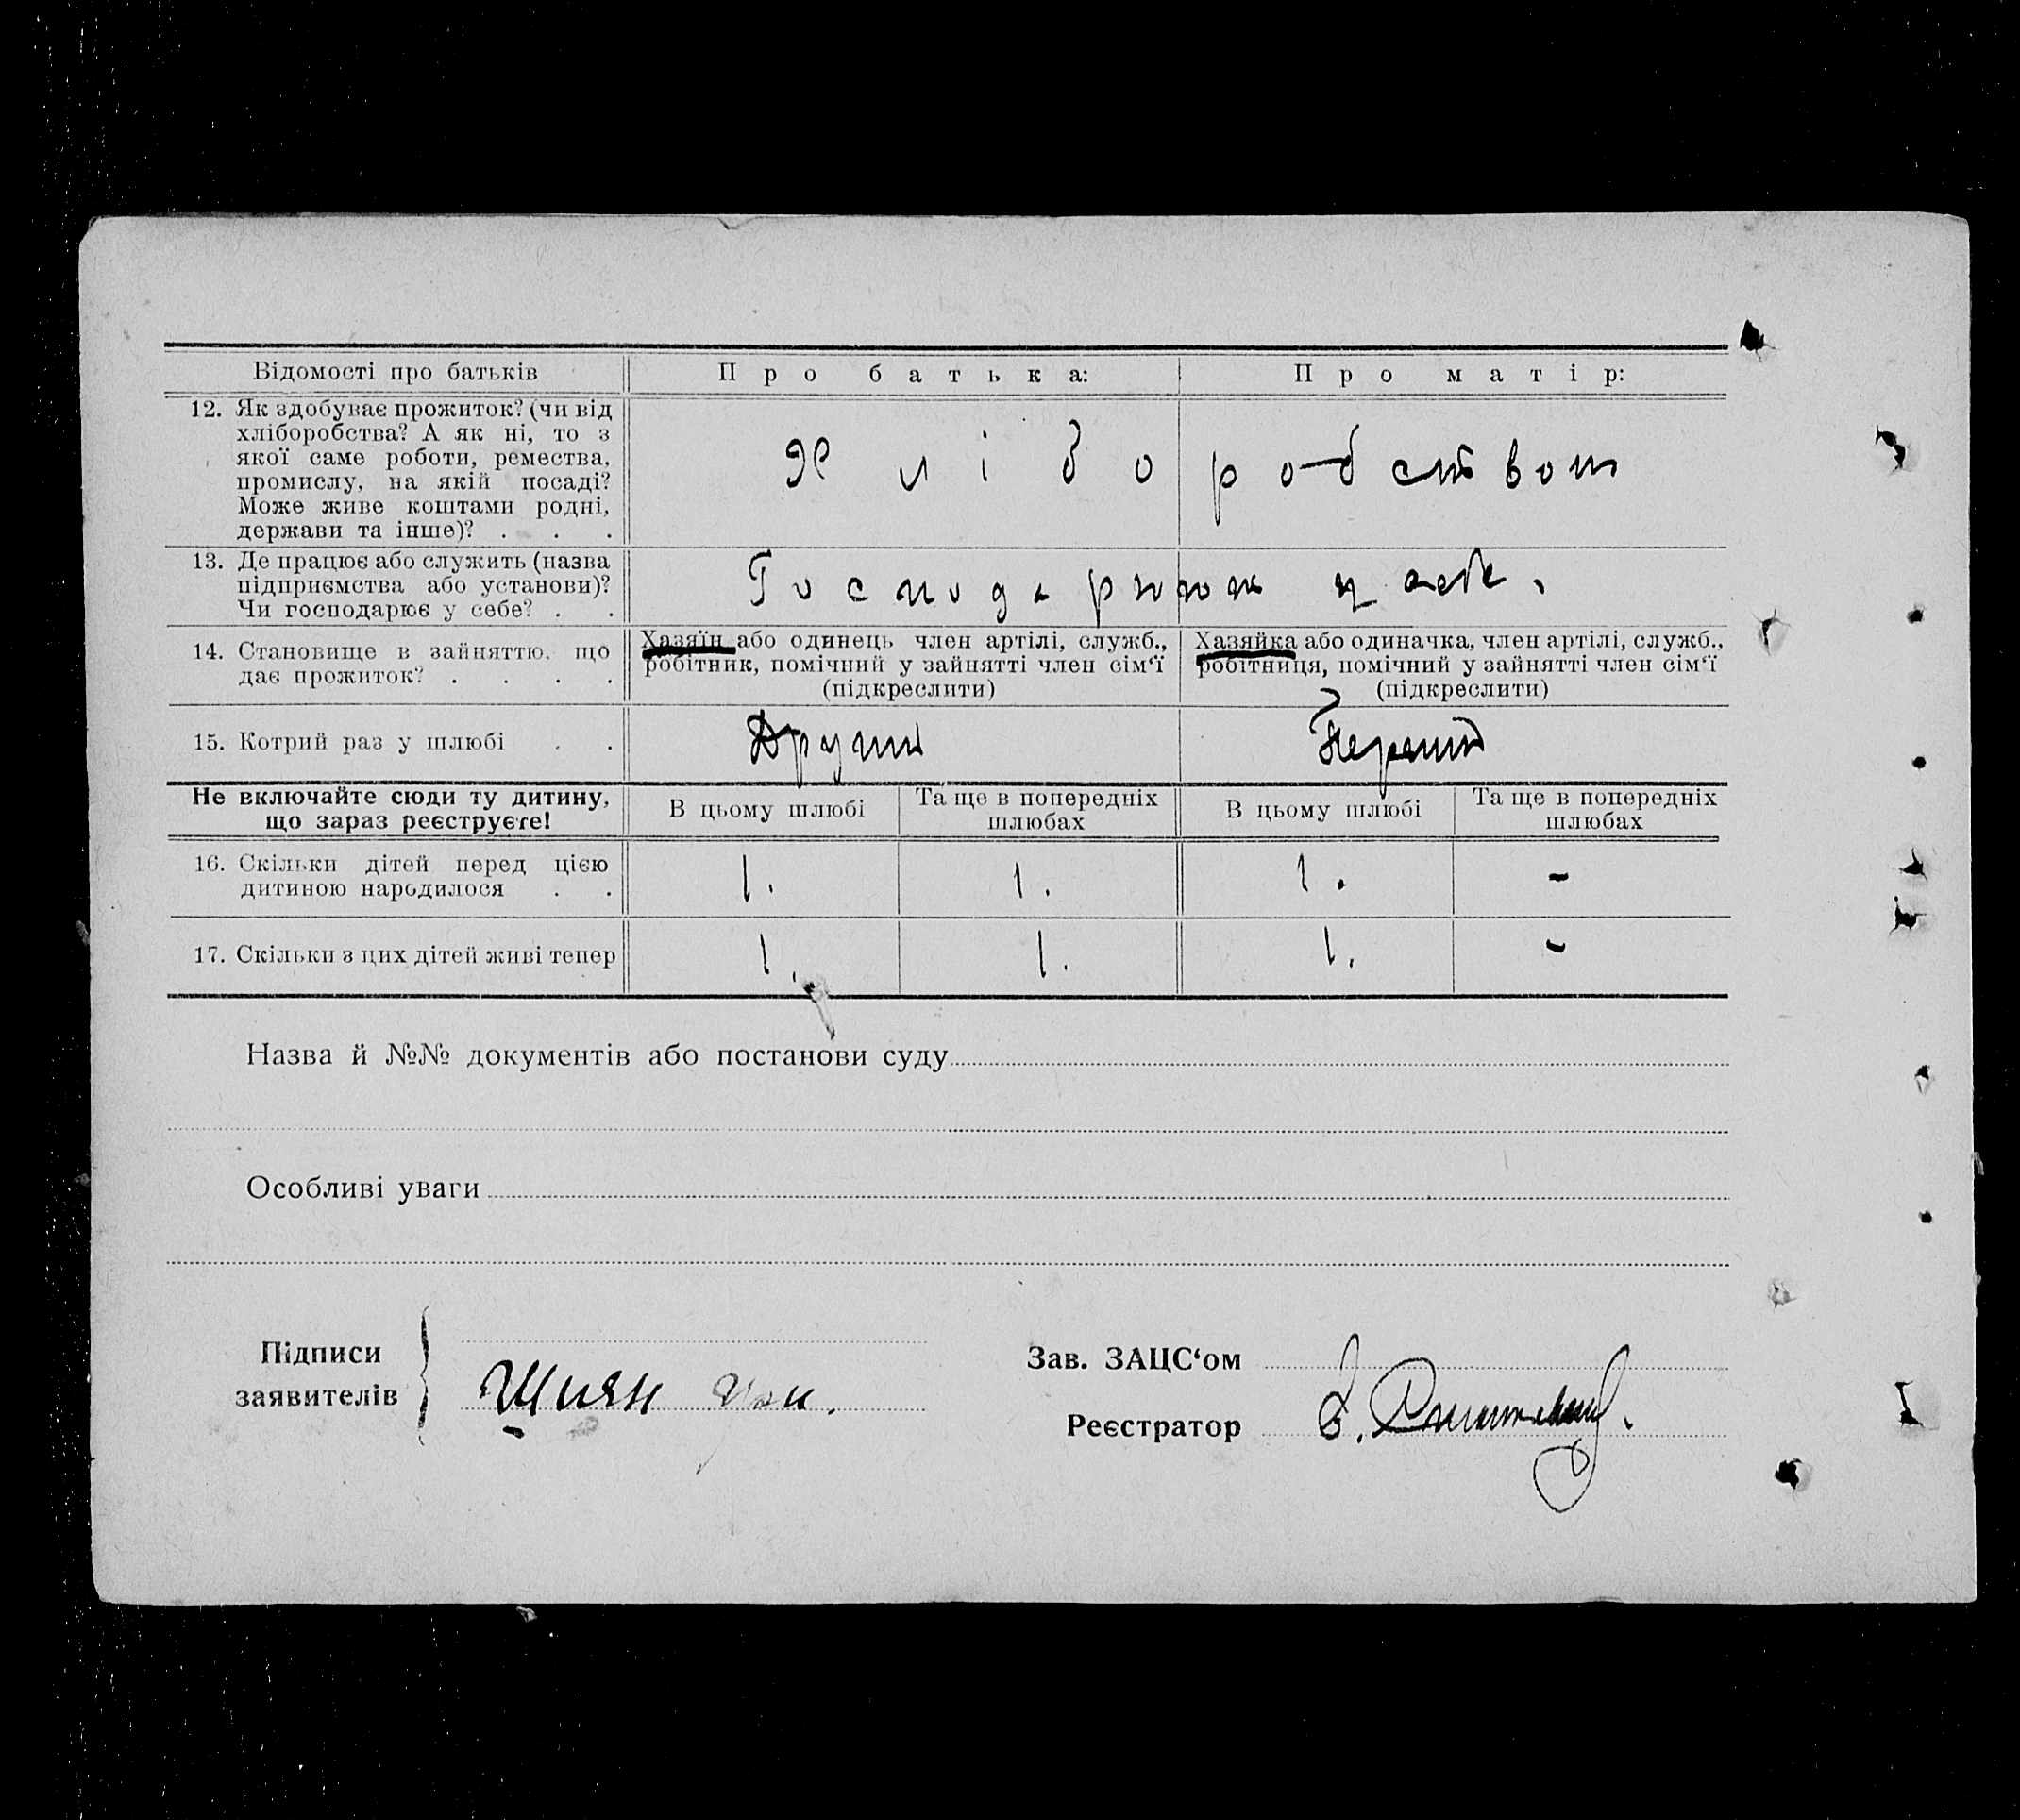 Відомості про батьків
Про батька:
Про матір:
12. Як здобуває прожиток? (чи від
хліборобства? А як ні, то з
якої саме роботи, ремества,
промислу, на якій посаді?
Може живе коштами родні,
держави та інше)? . . .
Хліборобством
13. Де працює або служить (назва
підприємства або установи)?
Чи господарює у себе? . .
14. Становище в зайняттю, що
дає прожиток? . . . .
Хазяїн або одинець член артілі, служб.,
робітник, помічний у зайнятті член сім‘ї
(підкреслити)
Хазяйка або одиначка, член артілі, служб.,
робітниця, помічний у зайнятті член сім‘ї
(підкреслити)
15. Котрий раз у шлюбі . .
Другий
Перший
Не включайте сюди ту дитину,
що зараз реєструєте!
В цьому шлюбі
Та ще в попередніх
шлюбах
В цьому шлюбі
Та ще в попередніх
шлюбах
16. Скільки дітей перед цією
дитиною народилося . .
1.
1.
1.
-
17. Скільки з цих дітей живі тепер
1.
1.
1.
-
Назва й №№ документів або постанови суду
Особливі уваги
Підписи
заявителів
Шиян
Зав. ЗАЦС‘ом
Реєстратор